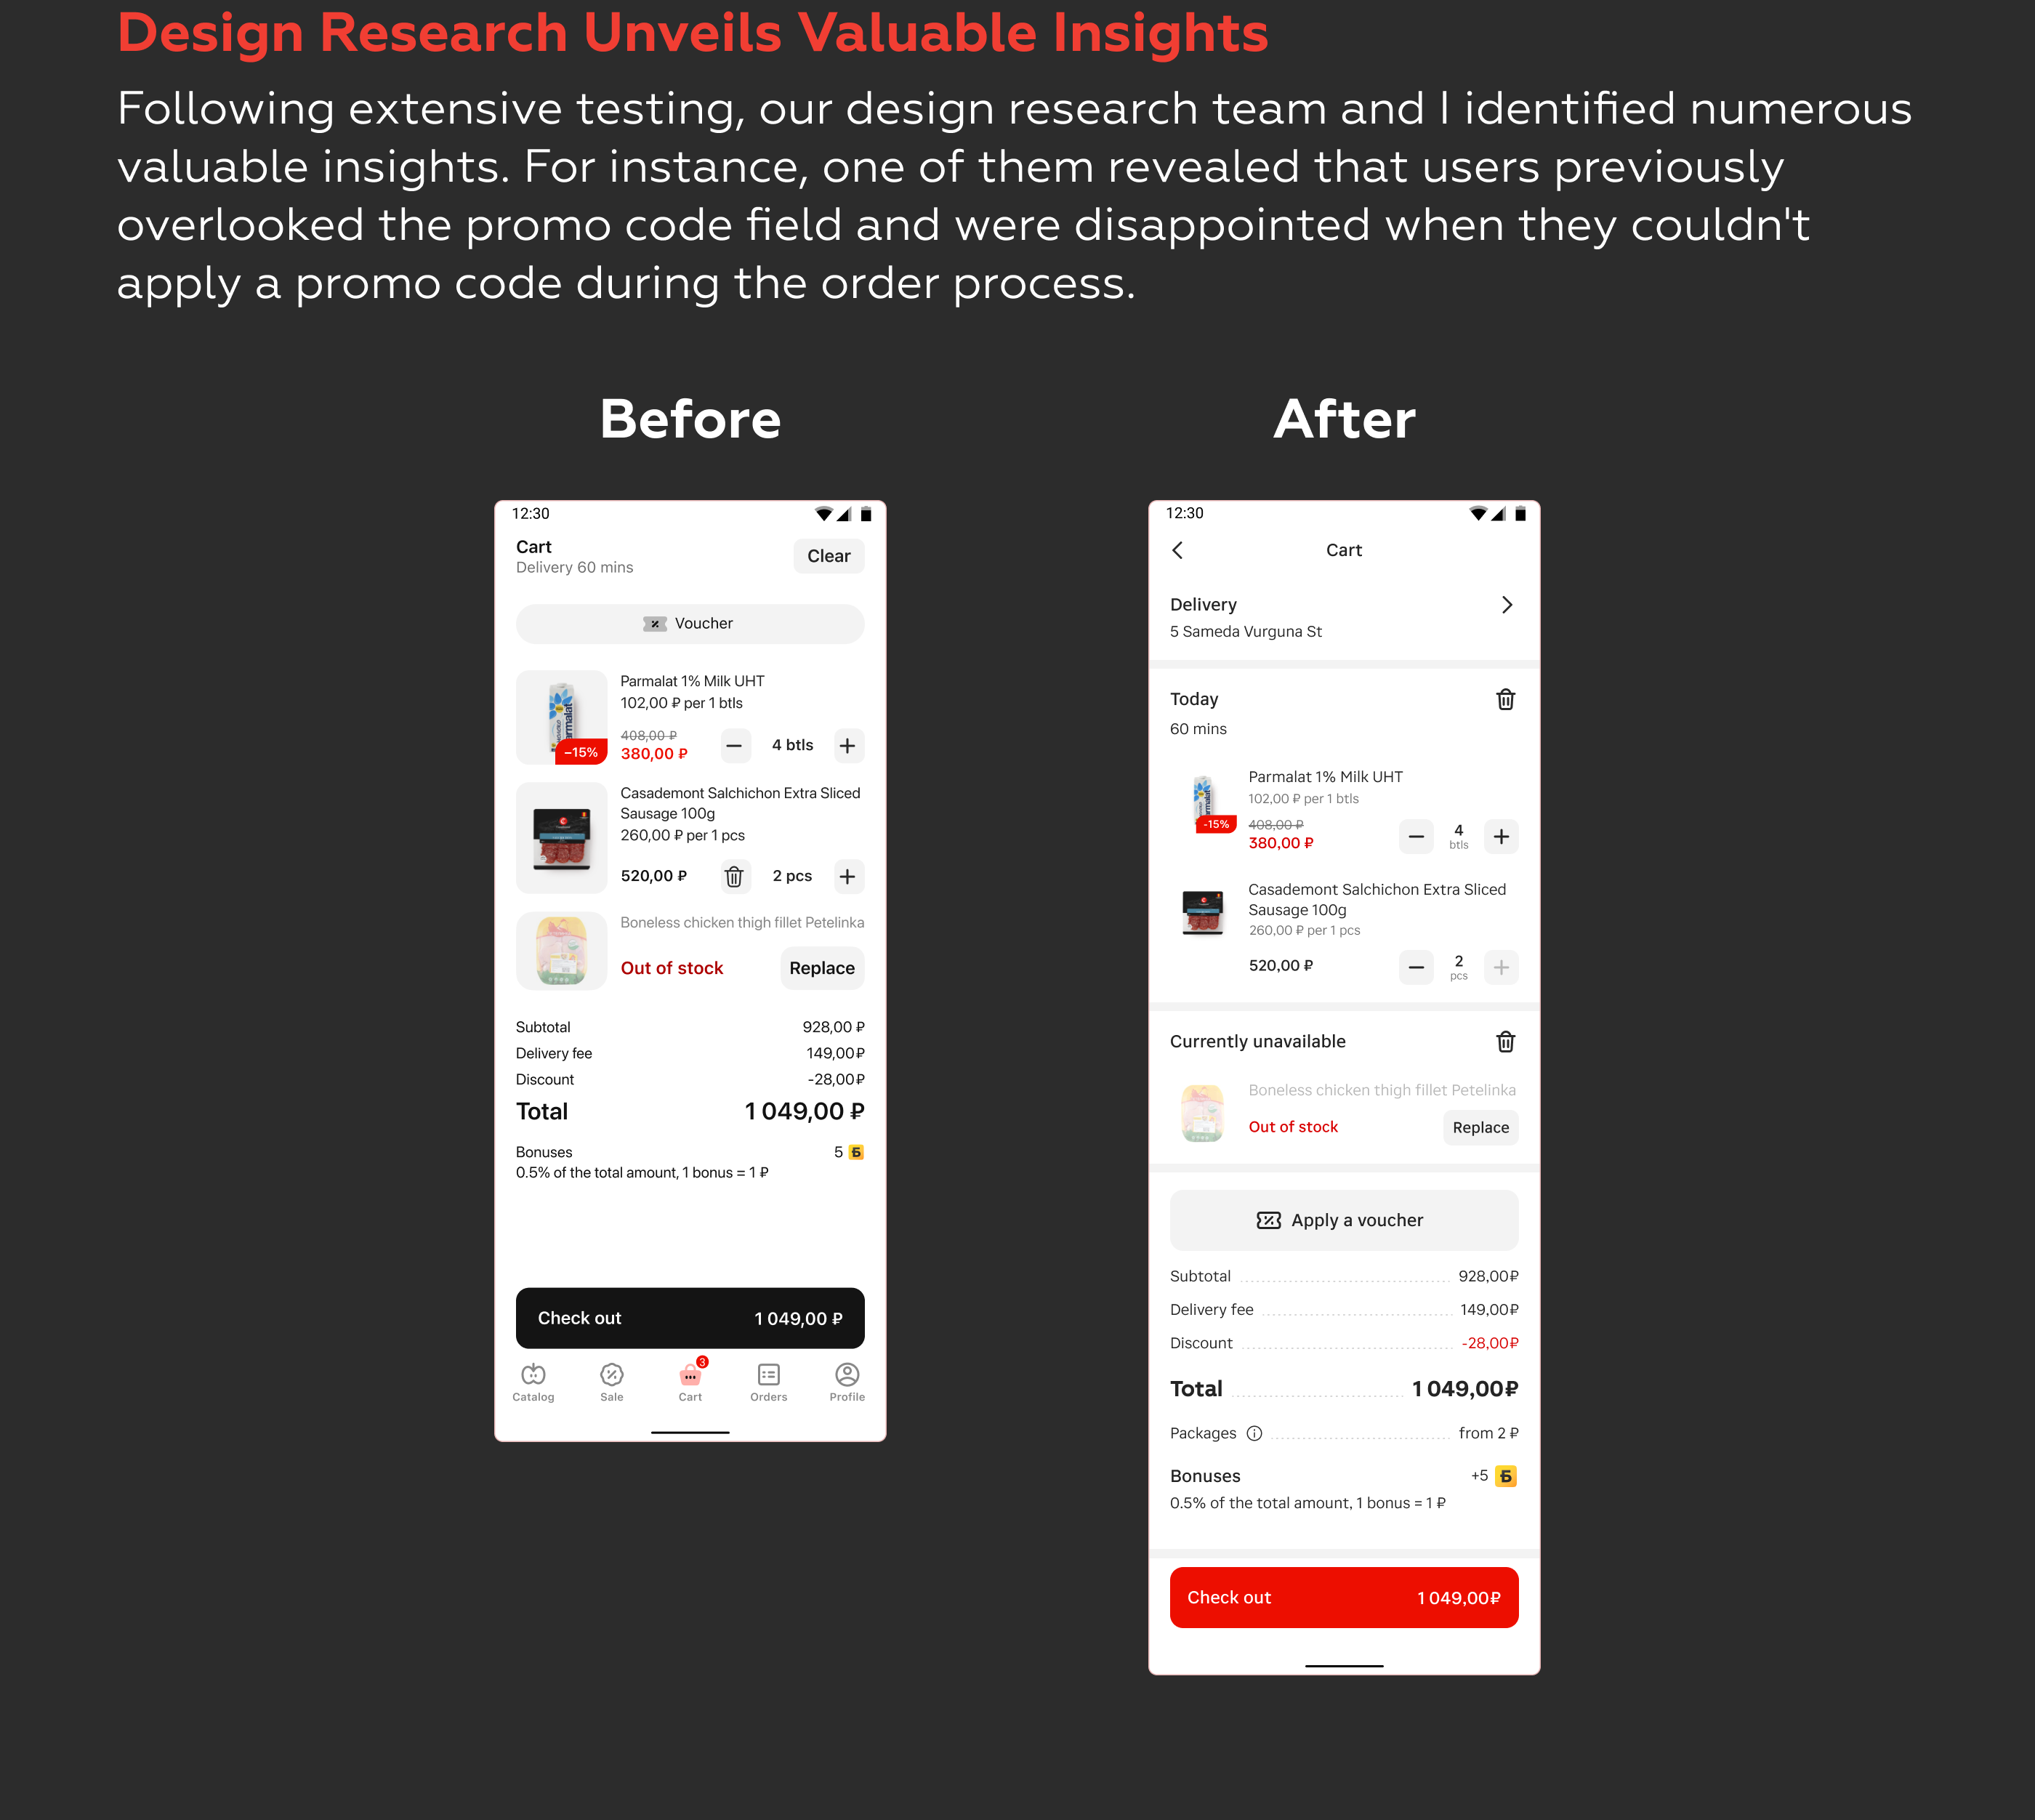 Design Research Unveils Valuable Insights
Following extensive testing, our design research team and I identified numerous
valuable insights. For instance, one of them revealed that users previously
overlooked the promo code field and were disappointed when they couldn't
apply a promo code during the order process.
Before
12:30
Cart
Delivery 60 mins
Clear
Voucher
Parmalat 1% Milk UHT
102,00 ₽ per 1 btls
408,00 ₽
380,00 ₽
4 btls
parmalat
–15%
Casademont Salchichon Extra Sliced
Sausage 100g
260,00 ₽ per 1 pcs
520,00 ₽
2 pcs
Boneless chicken thigh fillet Petelinka
Out of stock
Replace
Subtotal 928,00 ₽
Delivery fee 149,00₽
Discount -28,00₽
Total 1 049,00 ₽
Bonuses 5 Б
0.5% of the total amount, 1 bonus = 1 ₽
Check out 1 049,00 ₽
3
Catalog Sale Cart Orders Profile
After
12:30
Cart
Delivery
5 Sameda Vurguna St
Today
60 mins
Parmalat 1% Milk UHT
102,00 ₽ per 1 btls
408,00 ₽
380,00 ₽
4
btls
parmalat
-15%
Casademont Salchichon Extra Sliced
Sausage 100g
260,00 ₽ per 1 pcs
520,00 ₽
2
pcs
Currently unavailable
Boneless chicken thigh fillet Petelinka
Out of stock
Replace
Apply a voucher
Subtotal 928,00₽
Delivery fee 149,00₽
Discount -28,00₽
Total 1 049,00₽
Packages from 2 ₽
Bonuses +5 Б
0.5% of the total amount, 1 bonus = 1 ₽
Check out 1 049,00₽